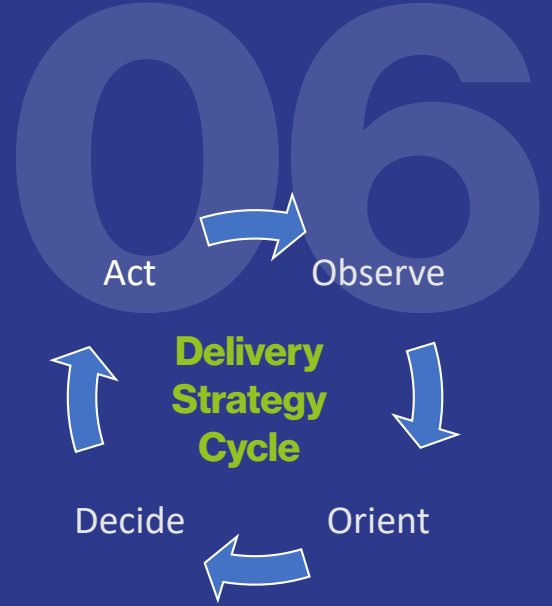 06
Act Observe
Delivery
Strategy
Cycle
Decide Orient